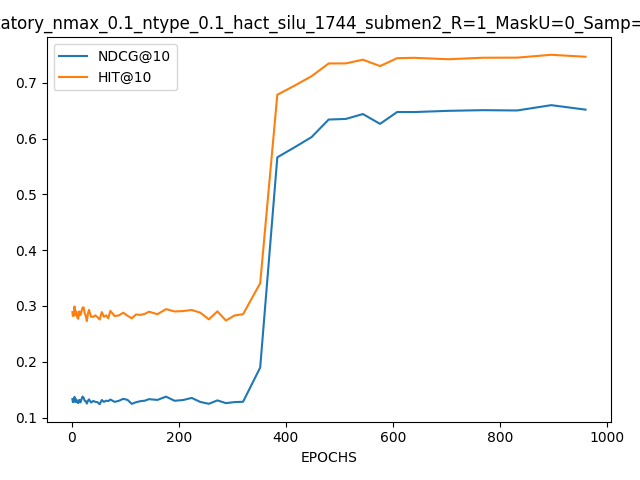 atory_nmax_0.1_ntype_0.1_hact_silu_1744_submen2_R=1_MaskU=0_Samp=
NDCG@10
HIT@10
0.7
0.6
0.5
0.4
0.3
0.2
0.1
0 200 400 600 800 1000
EPOCHS